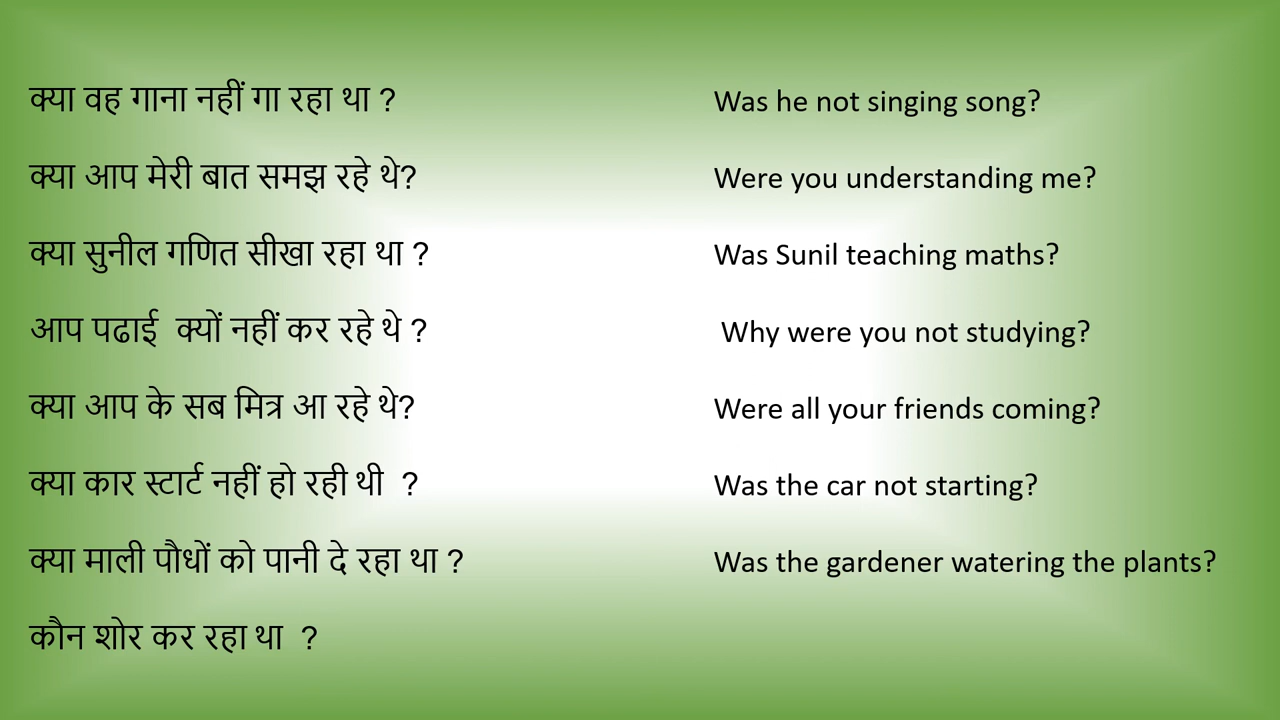 क्या वह गाना नहीं गा रहा था ? Was he not singing song?
क्या आप मेरी बात समझ रहे थे? Were you understanding me?
क्या सुनील गणित सीखा रहा था ? Was Sunil teaching maths?
आप पढाई क्यों नहीं कर रहे थे ? Why were you not studying?
क्या आप के सब मित्र आ रहे थे? Were all your friends coming?
क्या कार स्टार्ट नहीं हो रही थी ? Was the car not starting?
क्या माली पौधों को पानी दे रहा था ? Was the gardener watering the plants?
कौन शोर कर रहा था ?